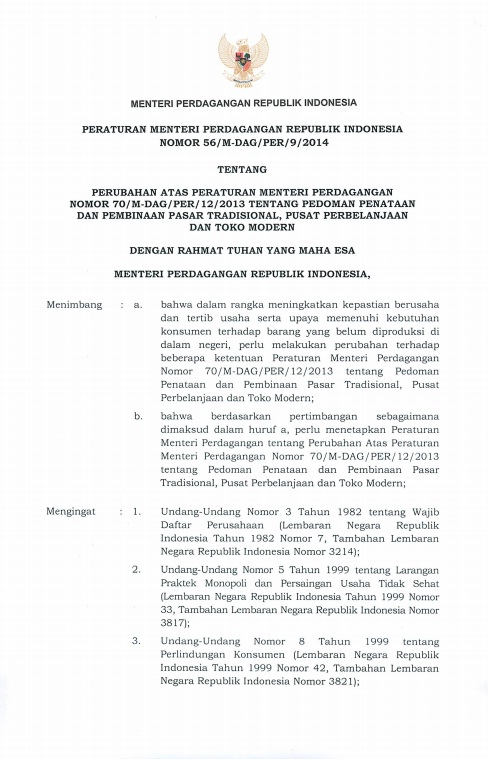 MENTERI PERDAGANGAN REPUBLIK INDONESIA
PERATURAN MENTERI PERDAGANGAN REPUBLIK INDONESIA
NOMOR 56/M-DAG/PER/9/2014
TENTANG
PERUBAHAN ATAS PERATURAN MENTERI PERDAGANGAN
NOMOR 70/M-DAG/PER/12/2013 TENTANG PEDOMAN PENATAAN
DAN PEMBINAAN PASAR TRADISIONAL, PUSAT PERBELANJAAN
DAN TOKO MODERN
DENGAN RAHMAT TUHAN YANG MAHA ESA
MENTERI PERDAGANGAN REPUBLIK INDONESIA,
Menimbang : a. bahwa dalam rangka meningkatkan kepastian berusaha
dan tertib usaha serta upaya memenuhi kebutuhan
konsumen terhadap barang yang belum diproduksi di
dalam negeri, perlu melakukan perubahan terhadap
beberapa ketentuan Peraturan Menteri Perdagangan
Nomor 70/M-DAG/PER/12/2013 tentang Pedoman
Penataan dan Pembinaan Pasar Tradisional, Pusat
Perbelanjaan dan Toko Modern;
b. bahwa berdasarkan pertimbangan sebagaimana
dimaksud dalam huruf a, perlu menetapkan Peraturan
Menteri Perdagangan tentang Perubahan Atas Peraturan
Menteri Perdagangan Nomor 70/M-DAG/PER/12/2013
tentang Pedoman Penataan dan Pembinaan Pasar
Tradisional, Pusat Perbelanjaan dan Toko Modern;
Mengingat : 1. Undang-Undang Nomor 3 Tahun 1982 tentang Wajib
Daftar Perusahaan (Lembaran Negara Republik
Indonesia Tahun 1982 Nomor 7, Tambahan Lembaran
Negara Republik Indonesia Nomor 3214);
2. Undang-Undang Nomor 5 Tahun 1999 tentang Larangan
Praktek Monopoli dan Persaingan Usaha Tidak Sehat
(Lembaran Negara Republik Indonesia Tahun 1999 Nomor
33, Tambahan Lembaran Negara Republik Indonesia Nomor
3817);
3. Undang-Undang Nomor 8 Tahun 1999 tentang
Perlindungan Konsumen (Lembaran Negara Republik
Indonesia Tahun 1999 Nomor 42, Tambahan Lembaran
Negara Republik Indonesia Nomor 3821);